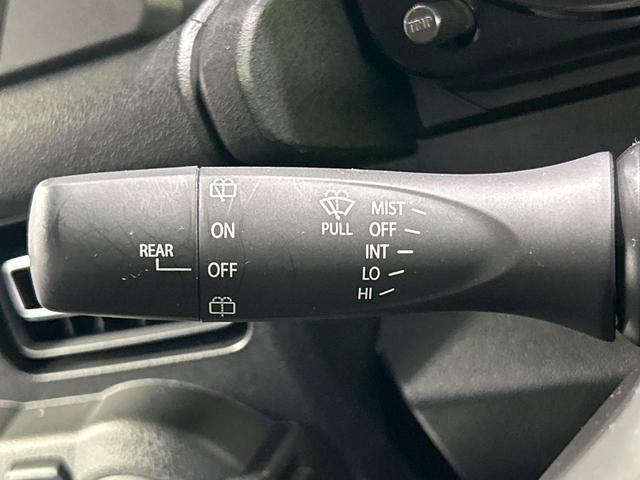 TRIP
REAR
ON
OFF
PULL
MIST
OFF
INT
LO
HI